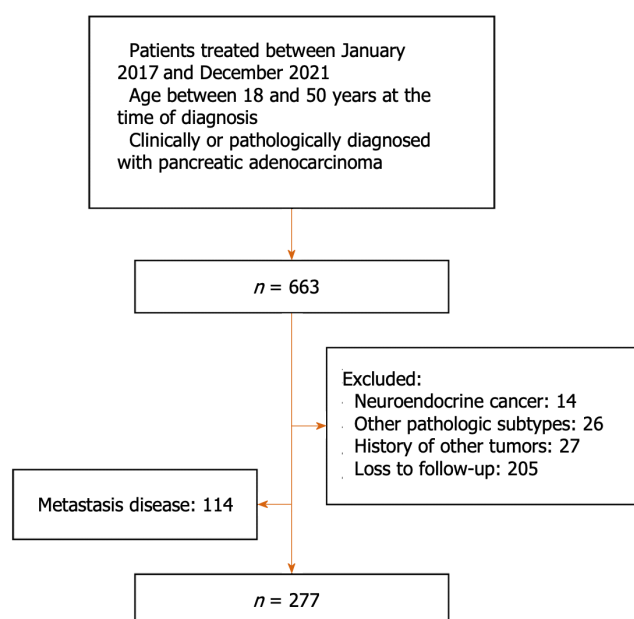 Patients treated between January
2017 and December 2021
Age between 18 and 50 years at the
time of diagnosis
Clinically or pathologically diagnosed
with pancreatic adenocarcinoma
n = 663
Excluded:
Neuroendocrine cancer: 14
Other pathologic subtypes: 26
History of other tumors: 27
Loss to follow-up: 205
Metastasis disease: 114
n = 277